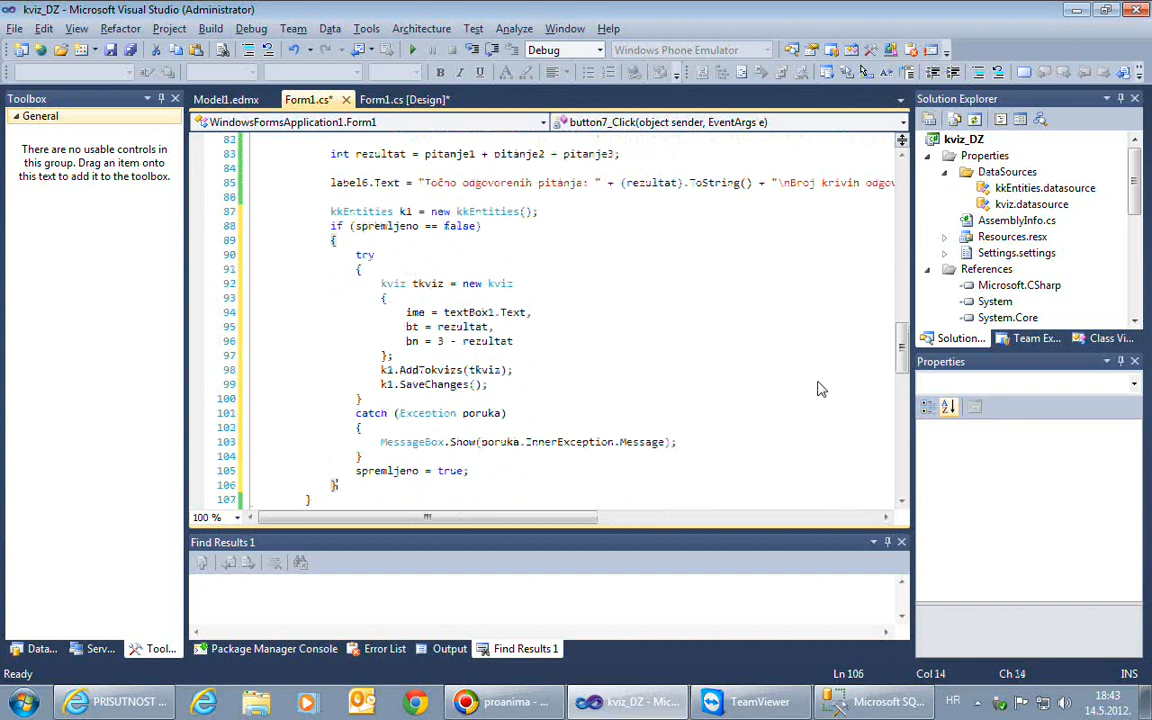 kviz_DZ - Microsoft Visual Studio (Administrator)
File Edit View Refactor Project Build Debug Team Data Tools Architecture Test Analyze Window Help
Debug Windows Phone Emulator
Toolbox
General
There are no usable controls in this group. Drag an item onto this text to add it to the toolbox.
Model1.edmx Form1.cs* Form1.cs [Design]*
WindowsFormsApplication1.Form1 button7_Click(object sender, EventArgs e)
82
83 int rezultat = pitanje1 + pitanje2 + pitanje3;
84
85 label6.Text = "Točno odgovorenih pitanja: " + (rezultat).ToString() + "\nBroj krivih odgov
86
87 kkEntities k1 = new kkEntities();
88 if (spremljeno == false)
89 {
90 try
91 {
92 kviz tkviz = new kviz
93 {
94 ime = textBox1.Text,
95 bt = rezultat,
96 bn = 3 - rezultat
97 };
98 k1.AddTokvizs(tkviz);
99 k1.SaveChanges();
100 }
101 catch (Exception poruka)
102 {
103 MessageBox.Show(poruka.InnerException.Message);
104 }
105 spremljeno = true;
106 }
107 }
100 %
Find Results 1
Data... Serv... Tool... Package Manager Console Error List Output Find Results 1
Solution Explorer
kviz_DZ
Properties
DataSources
kkEntities.datasource
kviz.datasource
AssemblyInfo.cs
Resources.resx
Settings.settings
References
Microsoft.CSharp
System
System.Core
Solution... Team Ex... Class Vi...
Properties
Ready Ln 106 Col 14 Ch 14 INS
PRISUTNOST ... proanima - ... kviz_DZ - Mic... TeamViewer Microsoft SQ... HR 18:43
14.5.2012.